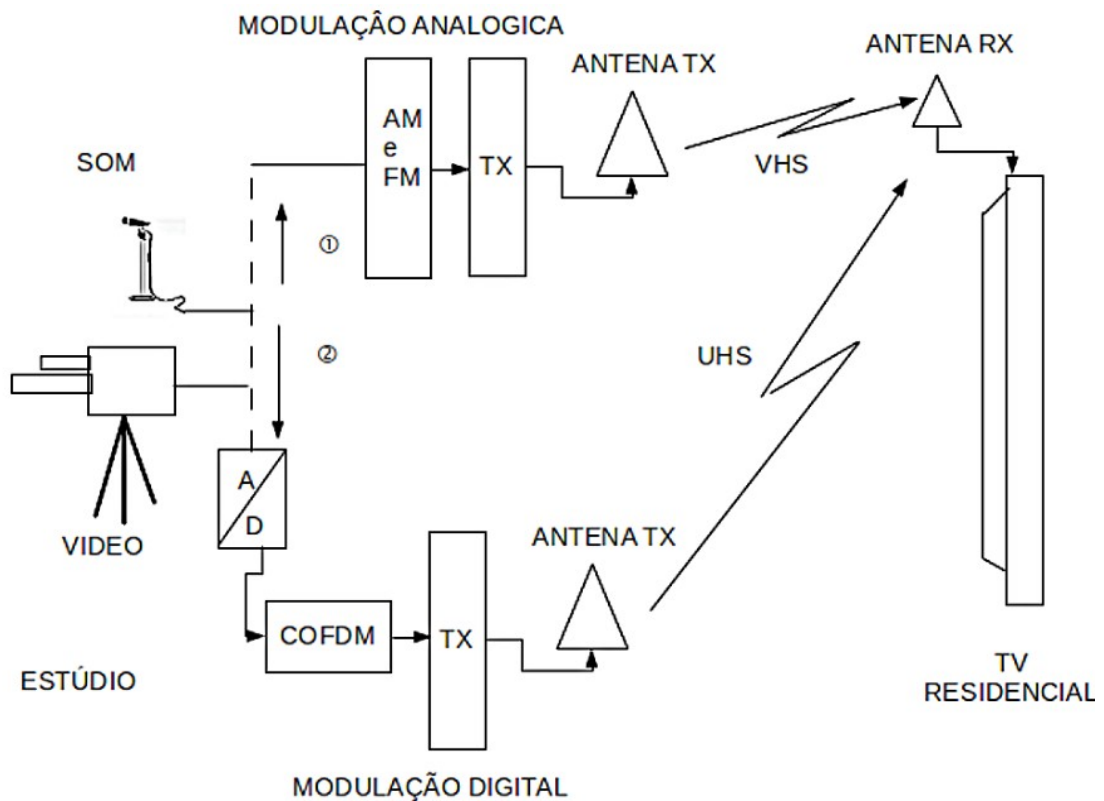 MODULAÇÂO ANALOGICA
ANTENA TX
ANTENA RX
AM
e
FM
TX
SOM
VHS
①
②
UHS
A
D
VIDEO
ANTENA TX
COFDM
TX
ESTÚDIO
TV
RESIDENCIAL
MODULAÇÃO DIGITAL